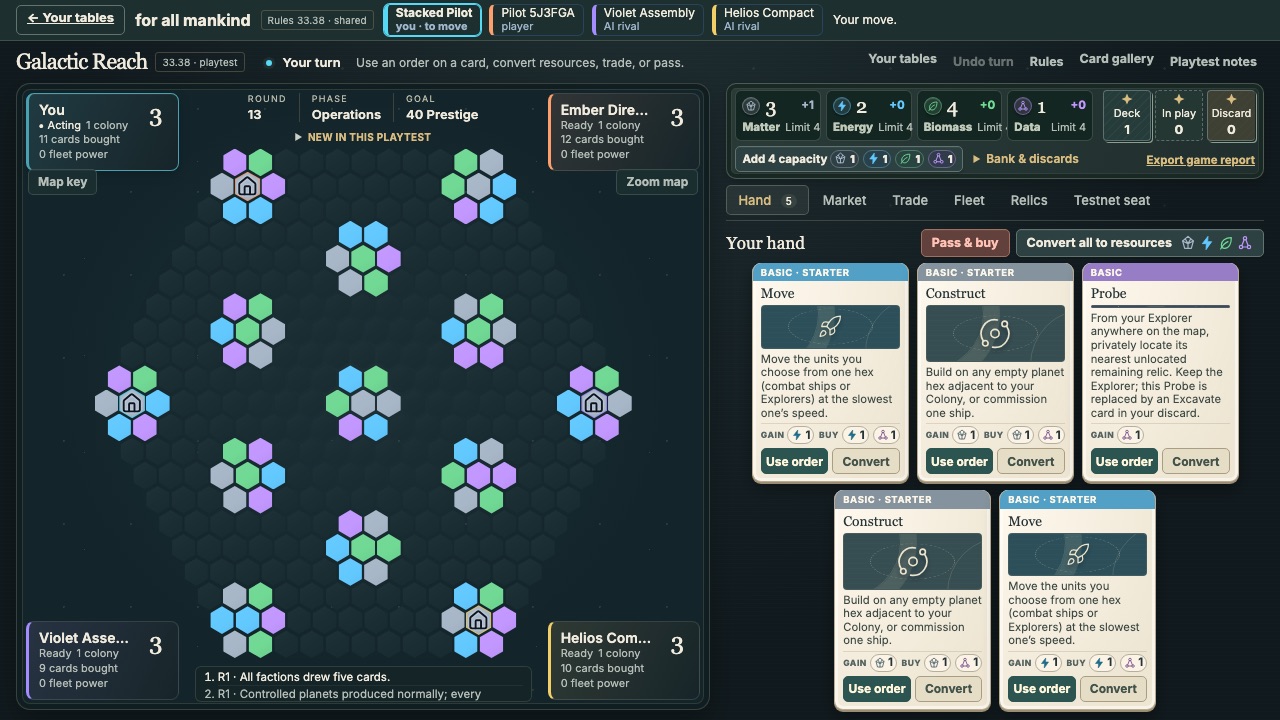 ← Your tables
for all mankind
Rules 33.38 · shared
Stacked Pilot
you · to move
Pilot 5J3FGA
player
Violet Assembly
AI rival
Helios Compact
AI rival
Your move.
Galactic Reach
33.38 · playtest
Your turn
Use an order on a card, convert resources, trade, or pass.
Your tables
Undo turn
Rules
Card gallery
Playtest notes
You
3
• Acting 1 colony
11 cards bought
0 fleet power
ROUND
13
PHASE
Operations
GOAL
40 Prestige
▶ NEW IN THIS PLAYTEST
Ember Dire...
3
Ready 1 colony
12 cards bought
0 fleet power
Map key
Zoom map
Violet Asse...
3
Ready 1 colony
9 cards bought
0 fleet power
Helios Com...
3
Ready 1 colony
10 cards bought
0 fleet power
1. R1 · All factions drew five cards.
2. R1 · Controlled planets produced normally; every
3 +1
Matter Limit 4
2 +0
Energy Limit 4
4 +0
Biomass Limit
1 +0
Data Limit 4
Deck
1
In play
0
Discard
0
Add 4 capacity 1 1 1 1
▶ Bank & discards
Export game report
Hand 5
Market
Trade
Fleet
Relics
Testnet seat
Your hand
Pass & buy
Convert all to resources
BASIC · STARTER
Move
Move the units you
choose from one hex
(combat ships or
Explorers) at the slowest
one's speed.
GAIN 1 BUY 1 1
Use order
Convert
BASIC · STARTER
Construct
Build on any empty planet
hex adjacent to your
Colony, or commission
one ship.
GAIN 1 BUY 1 1
Use order
Convert
BASIC
Probe
From your Explorer
anywhere on the map,
privately locate its
nearest unlocated
remaining relic. Keep the
Explorer; this Probe is
replaced by an Excavate
card in your discard.
GAIN 1
Use order
Convert
BASIC · STARTER
Construct
Build on any empty planet
hex adjacent to your
Colony, or commission
one ship.
GAIN 1 BUY 1 1
Use order
Convert
BASIC · STARTER
Move
Move the units you
choose from one hex
(combat ships or
Explorers) at the slowest
one's speed.
GAIN 1 BUY 1 1
Use order
Convert